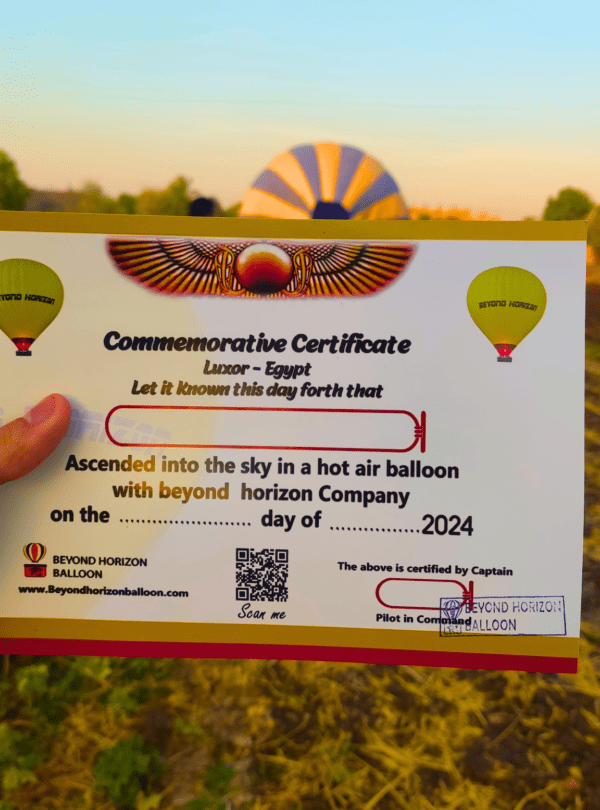 BEYOND HORIZON
BEYOND HORIZON
Commemorative Certificate
Luxor - Egypt
Let it Known this day forth that
Ascended into the sky in a hot air balloon
with beyond horizon Company
on the ........................ day of ................2024
BEYOND HORIZON
BALLOON
www.Beyondhorizonballoon.com
Scan me
The above is certified by Captain
Pilot in Command
BEYOND HORIZON
BALLOON